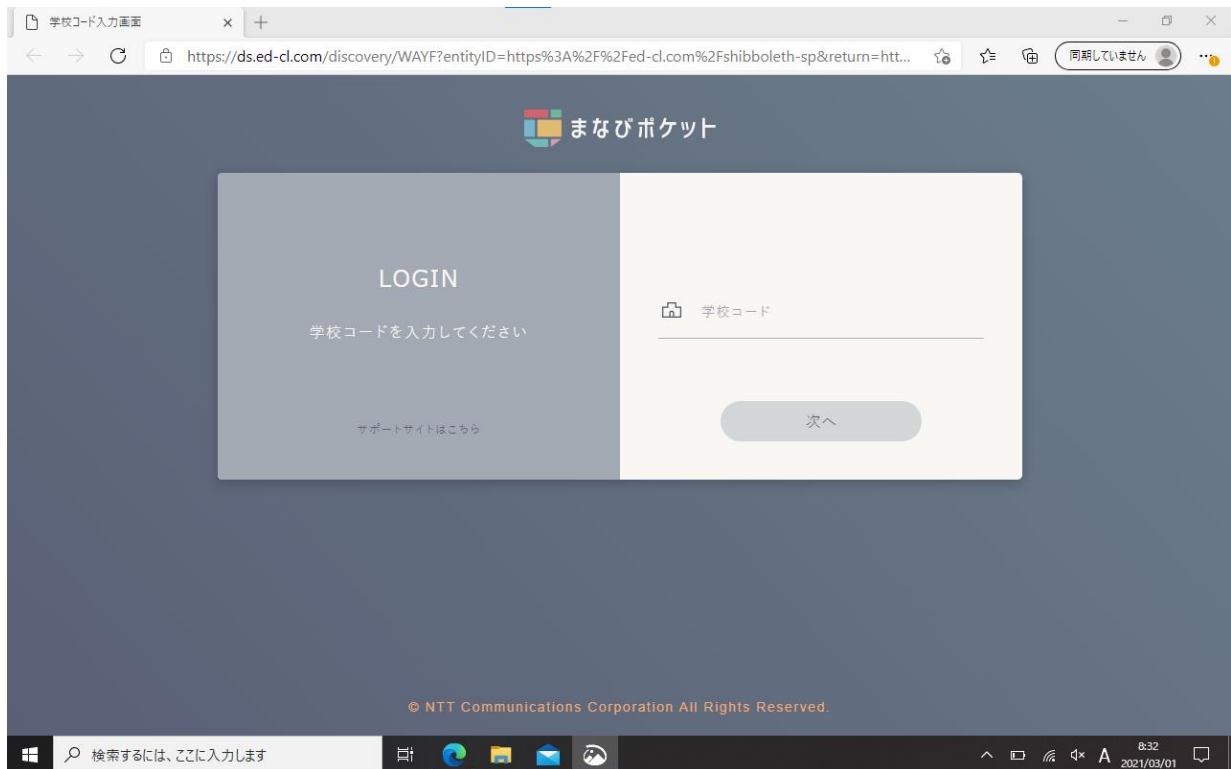 学校コード入力画面
https://ds.ed-cl.com/discovery/WAYF?entityID=https%3A%2F%2Fed-cl.com%2Fshibboleth-sp&return=htt...
同期していません
まなびポケット
LOGIN
学校コードを入力してください
サポートサイトはこちら
学校コード
次へ
© NTT Communications Corporation All Rights Reserved.
検索するには、ここに入力します
A
8:32
2021/03/01